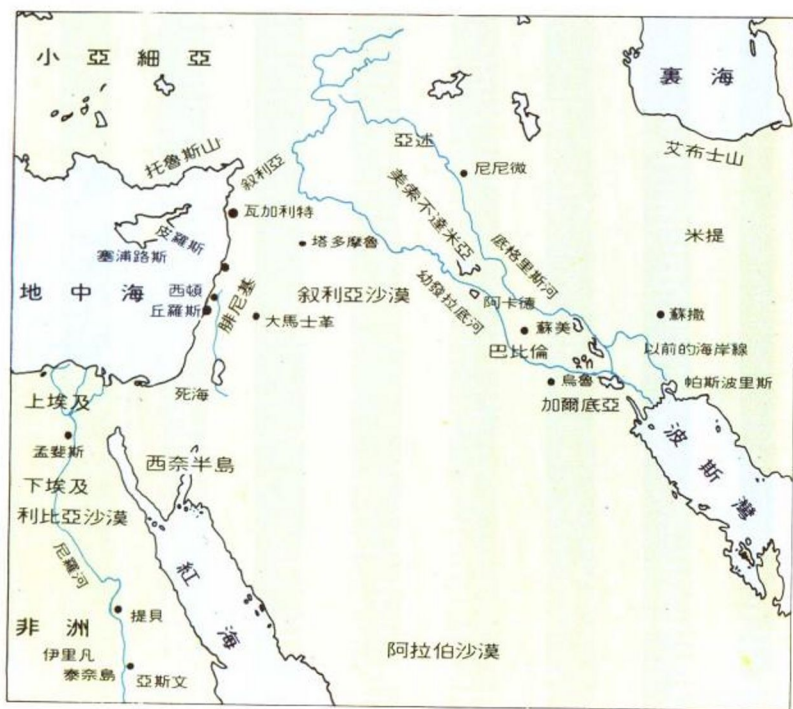 小亞細亞
裏海
托魯斯山
敘利亞
亞述
尼尼微
艾布士山
瓦加利特
美索不達米亞
皮羅斯
塞浦路斯
塔多摩魯
底格里斯河
米提
地中海
西頓
丘羅斯
腓尼基
叙利亞沙漠
幼發拉底河
阿卡德
大馬士革
蘇美
蘇撒
巴比倫
以前的海岸線
死海
烏魯
加爾底亞
帕斯波里斯
上埃及
孟斐斯
西奈半島
波斯灣
下埃及
利比亞沙漠
尼羅河
紅海
提貝
非洲
伊里凡
泰奈島
亞斯文
阿拉伯沙漠